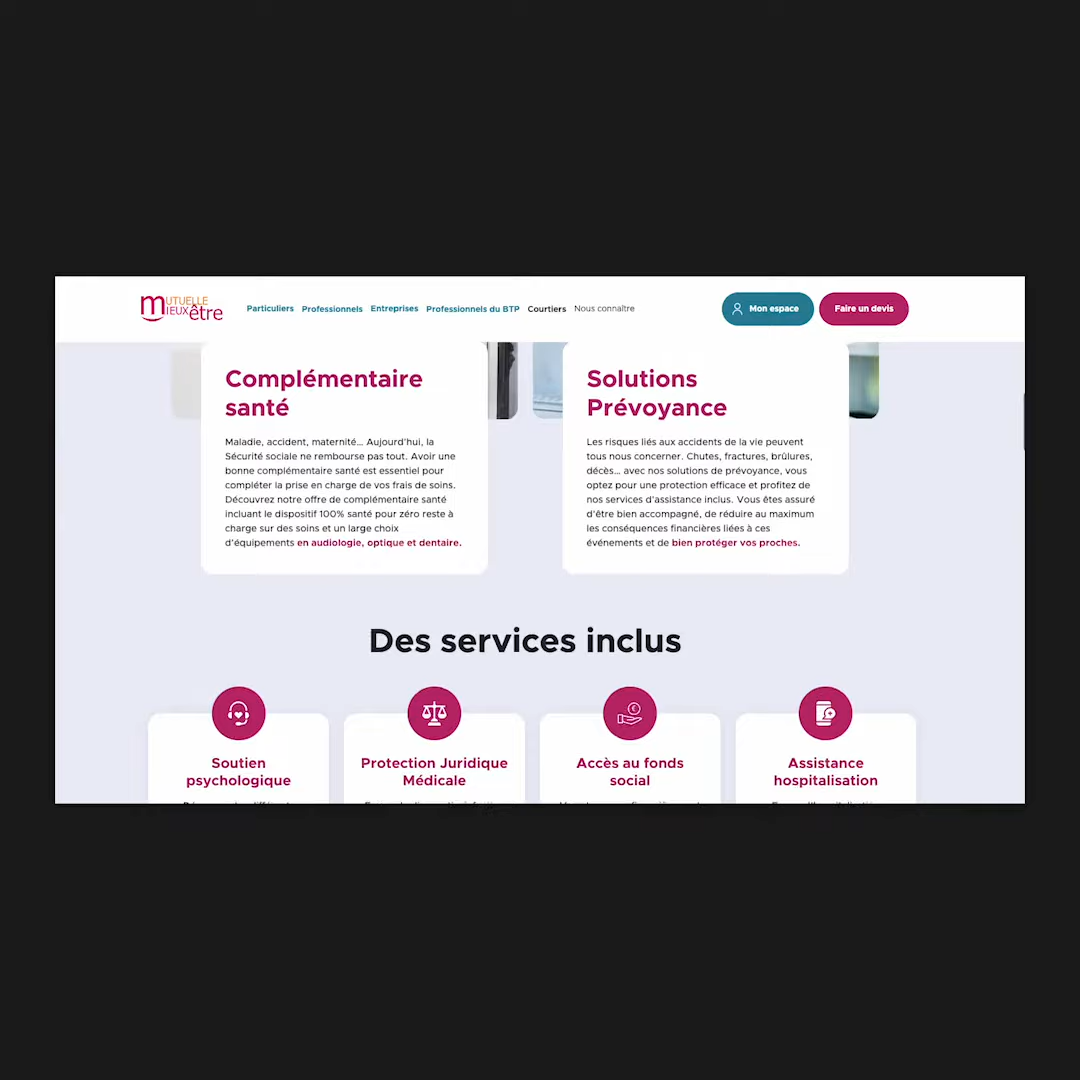 MUTUELLE
MIEUX être
Particuliers Professionnels Entreprises Professionnels du BTP Courtiers Nous connaître
Mon espace
Faire un devis
Complémentaire
santé
Maladie, accident, maternité… Aujourd’hui, la
Sécurité sociale ne rembourse pas tout. Avoir une
bonne complémentaire santé est essentiel pour
compléter la prise en charge de vos frais de soins.
Découvrez notre offre de complémentaire santé
incluant le dispositif 100% santé pour zéro reste à
charge sur des soins et un large choix
d’équipements en audiologie, optique et dentaire.
Solutions
Prévoyance
Les risques liés aux accidents de la vie peuvent
tous nous concerner. Chutes, fractures, brûlures,
décès… avec nos solutions de prévoyance, vous
optez pour une protection efficace et profitez de
nos services d’assistance inclus. Vous êtes assuré
d’être bien accompagné, de réduire au maximum
les conséquences financières liées à ces
événements et de bien protéger vos proches.
Des services inclus
Soutien
psychologique
Protection Juridique
Médicale
Accès au fonds
social
Assistance
hospitalisation